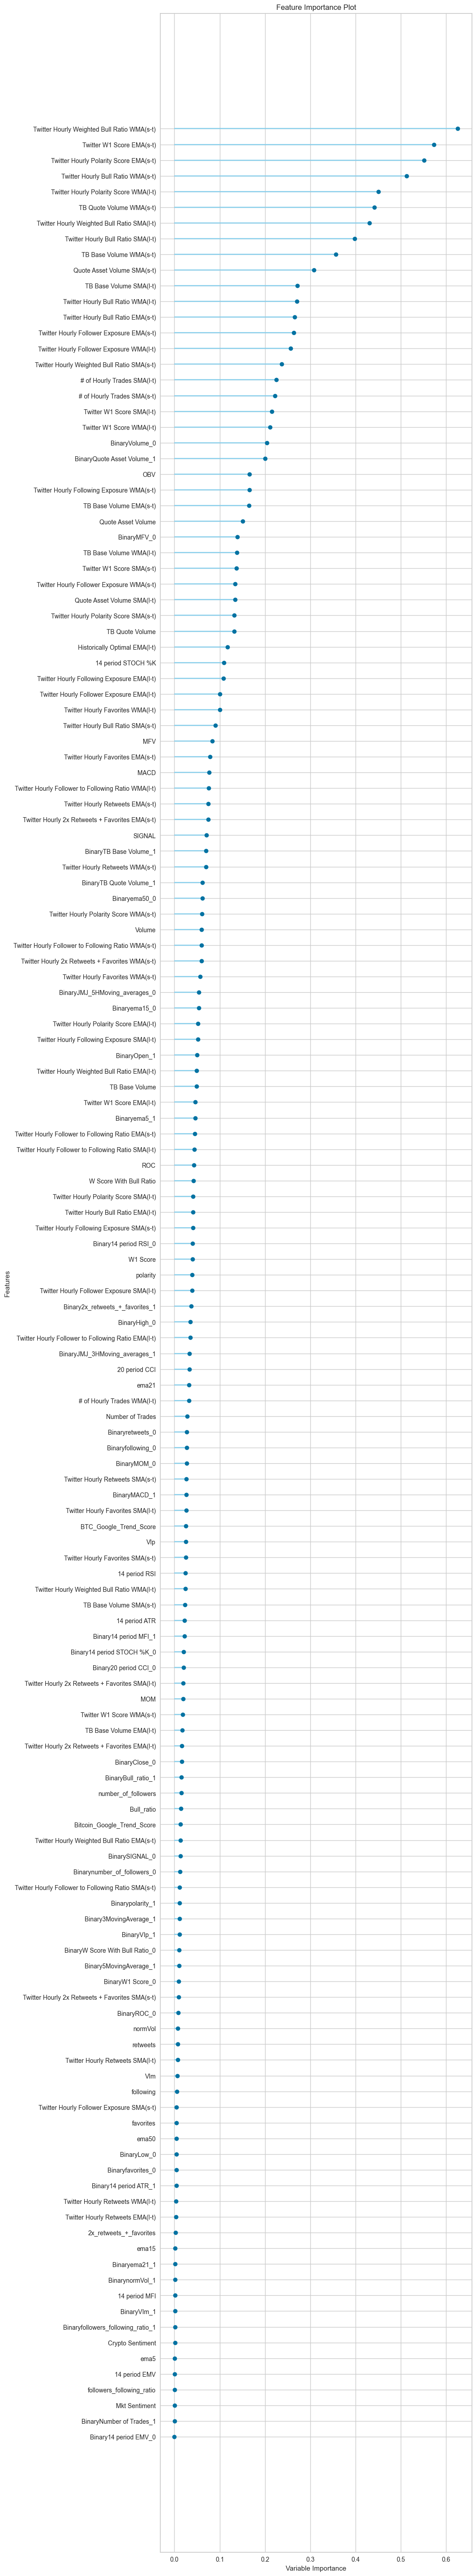 Feature Importance Plot
Twitter Hourly Weighted Bull Ratio WMA(s-t)
Twitter W1 Score EMA(s-t)
Twitter Hourly Polarity Score EMA(s-t)
Twitter Hourly Bull Ratio WMA(s-t)
Twitter Hourly Polarity Score WMA(l-t)
TB Quote Volume WMA(s-t)
Twitter Hourly Weighted Bull Ratio SMA(l-t)
Twitter Hourly Bull Ratio SMA(l-t)
TB Base Volume WMA(s-t)
Quote Asset Volume SMA(s-t)
TB Base Volume SMA(l-t)
Twitter Hourly Bull Ratio WMA(l-t)
Twitter Hourly Bull Ratio EMA(s-t)
Twitter Hourly Follower Exposure EMA(s-t)
Twitter Hourly Follower Exposure WMA(l-t)
Twitter Hourly Weighted Bull Ratio SMA(s-t)
# of Hourly Trades SMA(l-t)
# of Hourly Trades SMA(s-t)
Twitter W1 Score SMA(l-t)
Twitter W1 Score WMA(l-t)
BinaryVolume_0
BinaryQuote Asset Volume_1
OBV
Twitter Hourly Following Exposure WMA(s-t)
TB Base Volume EMA(s-t)
Quote Asset Volume
BinaryMFV_0
TB Base Volume WMA(l-t)
Twitter W1 Score SMA(s-t)
Twitter Hourly Follower Exposure WMA(s-t)
Quote Asset Volume SMA(l-t)
Twitter Hourly Polarity Score SMA(s-t)
TB Quote Volume
Historically Optimal EMA(l-t)
14 period STOCH %K
Twitter Hourly Following Exposure EMA(l-t)
Twitter Hourly Follower Exposure EMA(l-t)
Twitter Hourly Favorites WMA(l-t)
Twitter Hourly Bull Ratio SMA(s-t)
MFV
Twitter Hourly Favorites EMA(s-t)
MACD
Twitter Hourly Follower to Following Ratio WMA(l-t)
Twitter Hourly Retweets EMA(s-t)
Twitter Hourly 2x Retweets + Favorites EMA(s-t)
SIGNAL
BinaryTB Base Volume_1
Twitter Hourly Retweets WMA(s-t)
BinaryTB Quote Volume_1
Binaryema50_0
Twitter Hourly Polarity Score WMA(s-t)
Volume
Twitter Hourly Follower to Following Ratio WMA(s-t)
Twitter Hourly 2x Retweets + Favorites WMA(s-t)
Twitter Hourly Favorites WMA(s-t)
BinaryJMJ_5HMoving_averages_0
Binaryema15_0
Twitter Hourly Polarity Score EMA(l-t)
Twitter Hourly Following Exposure SMA(l-t)
BinaryOpen_1
Twitter Hourly Weighted Bull Ratio EMA(l-t)
TB Base Volume
Twitter W1 Score EMA(l-t)
Binaryema5_1
Twitter Hourly Follower to Following Ratio EMA(s-t)
Twitter Hourly Follower to Following Ratio SMA(l-t)
ROC
W Score With Bull Ratio
Twitter Hourly Polarity Score SMA(l-t)
Twitter Hourly Bull Ratio EMA(l-t)
Twitter Hourly Following Exposure SMA(s-t)
Binary14 period RSI_0
W1 Score
polarity
Twitter Hourly Follower Exposure SMA(l-t)
Binary2x_retweets_+_favorites_1
BinaryHigh_0
Twitter Hourly Follower to Following Ratio EMA(l-t)
BinaryJMJ_3HMoving_averages_1
20 period CCI
ema21
# of Hourly Trades WMA(l-t)
Number of Trades
Binaryretweets_0
Binaryfollowing_0
BinaryMOM_0
Twitter Hourly Retweets SMA(s-t)
BinaryMACD_1
Twitter Hourly Favorites SMA(l-t)
BTC_Google_Trend_Score
VIp
Twitter Hourly Favorites SMA(s-t)
14 period RSI
Twitter Hourly Weighted Bull Ratio WMA(l-t)
TB Base Volume SMA(s-t)
14 period ATR
Binary14 period MFI_1
Binary14 period STOCH %K_0
Binary20 period CCI_0
Twitter Hourly 2x Retweets + Favorites SMA(l-t)
MOM
Twitter W1 Score WMA(s-t)
TB Base Volume EMA(l-t)
Twitter Hourly 2x Retweets + Favorites EMA(l-t)
BinaryClose_0
BinaryBull_ratio_1
number_of_followers
Bull_ratio
Bitcoin_Google_Trend_Score
Twitter Hourly Weighted Bull Ratio EMA(s-t)
BinarySIGNAL_0
Binarynumber_of_followers_0
Twitter Hourly Follower to Following Ratio SMA(s-t)
Binarypolarity_1
Binary3MovingAverage_1
BinaryVIp_1
BinaryW Score With Bull Ratio_0
Binary5MovingAverage_1
BinaryW1 Score_0
Twitter Hourly 2x Retweets + Favorites SMA(s-t)
BinaryROC_0
normVol
retweets
Twitter Hourly Retweets SMA(l-t)
VIm
following
Twitter Hourly Follower Exposure SMA(s-t)
favorites
ema50
BinaryLow_0
Binaryfavorites_0
Binary14 period ATR_1
Twitter Hourly Retweets WMA(l-t)
Twitter Hourly Retweets EMA(l-t)
2x_retweets_+_favorites
ema15
Binaryema21_1
BinarynormVol_1
14 period MFI
BinaryVIm_1
Binaryfollowers_following_ratio_1
Crypto Sentiment
ema5
14 period EMV
followers_following_ratio
Mkt Sentiment
BinaryNumber of Trades_1
Binary14 period EMV_0
Features
0.0 0.1 0.2 0.3 0.4 0.5 0.6
Variable Importance